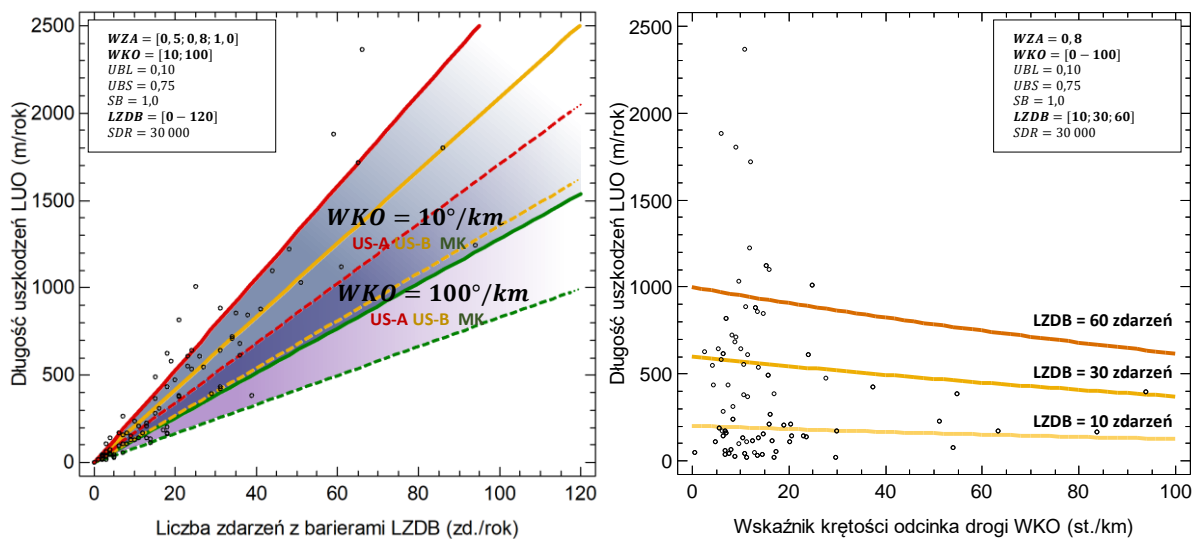 WZA = [0,5; 0,8; 1,0]
WKO = [10; 100]
UBL = 0,10
UBS = 0,75
SB = 1,0
LZDB = [0 − 120]
SDR = 30 000
Długość uszkodzeń LUO (m/rok)
2500
2000
1500
1000
500
0
WKO = 10°/km
US-A US-B MK
WKO = 100°/km
US-A US-B MK
0 20 40 60 80 100 120
Liczba zdarzeń z barierami LZDB (zd./rok)
WZA = 0,8
WKO = [0 − 100]
UBL = 0,10
UBS = 0,75
SB = 1,0
LZDB = [10; 30; 60]
SDR = 30 000
Długość uszkodzeń LUO (m/rok)
2500
2000
1500
1000
500
0
LZDB = 60 zdarzeń
LZDB = 30 zdarzeń
LZDB = 10 zdarzeń
0 20 40 60 80 100
Wskaźnik krętości odcinka drogi WKO (st./km)